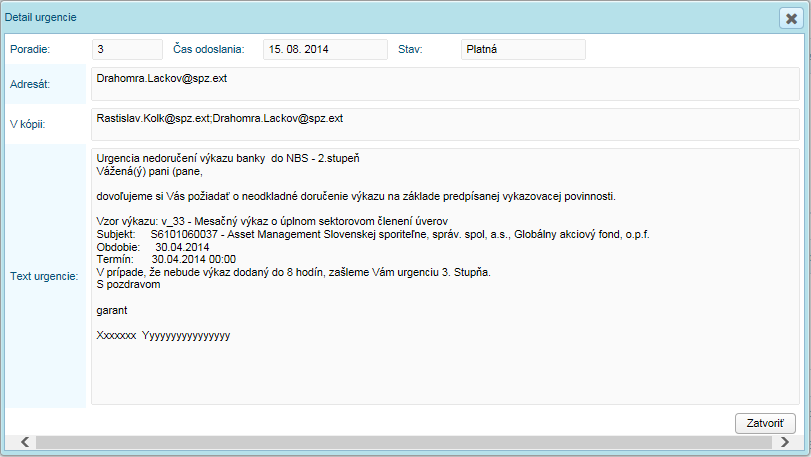 Detail urgencie
Poradie: 3 Čas odoslania: 15. 08. 2014 Stav: Platná
Adresát: Drahomra.Lackov@spz.ext
V kópii: Rastislav.Kolk@spz.ext;Drahomra.Lackov@spz.ext
Text urgencie:
Urgencia nedoručení výkazu banky do NBS - 2.stupeň
Vážená(ý) pani (pane,
dovoľujeme si Vás požiadať o neodkladné doručenie výkazu na základe predpísanej vykazovacej povinnosti.
Vzor výkazu: v_33 - Mesačný výkaz o úplnom sektorovom členení úverov
Subjekt: S6101060037 - Asset Management Slovenskej sporiteľne, správ. spol, a.s., Globálny akciový fond, o.p.f.
Obdobie: 30.04.2014
Termín: 30.04.2014 00:00
V prípade, že nebude výkaz dodaný do 8 hodín, zašleme Vám urgenciu 3. Stupňa.
S pozdravom
garant
Xxxxxxx Yyyyyyyyyyyyyyyy
Zatvoriť